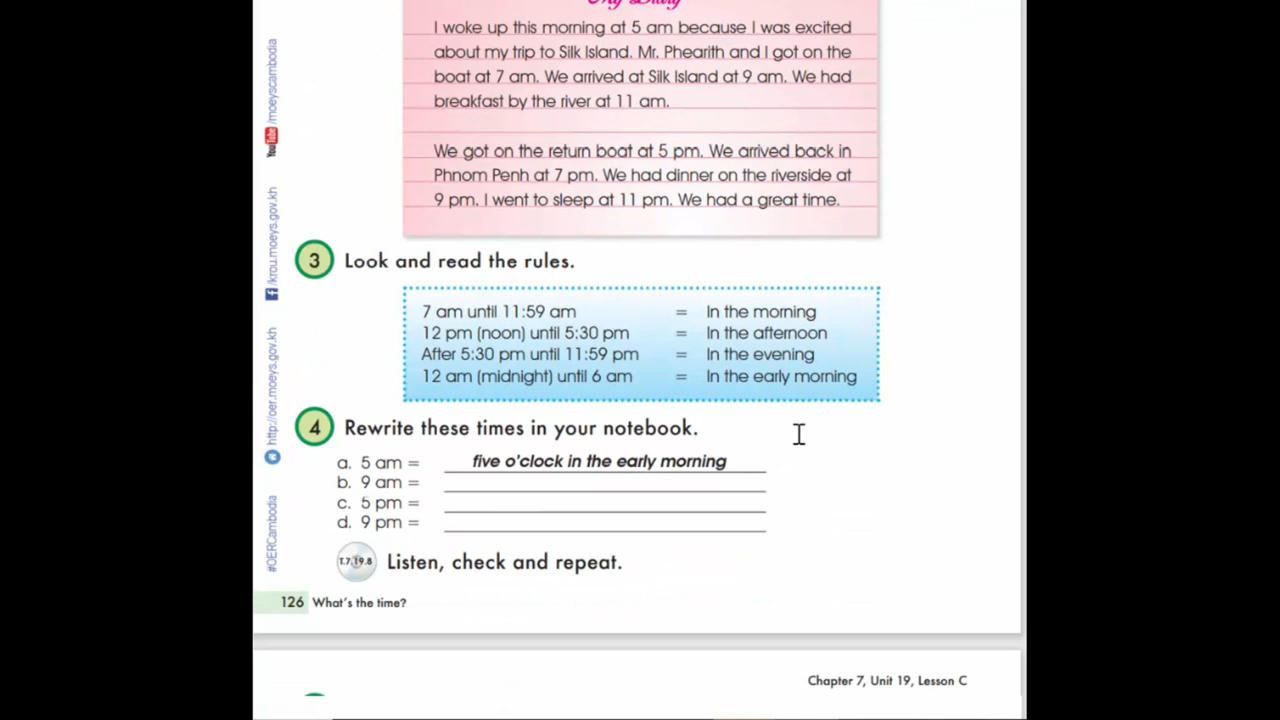 My Diary
I woke up this morning at 5 am because I was excited
about my trip to Silk Island. Mr. Phearith and I got on the
boat at 7 am. We arrived at Silk Island at 9 am. We had
breakfast by the river at 11 am.
We got on the return boat at 5 pm. We arrived back in
Phnom Penh at 7 pm. We had dinner on the riverside at
9 pm. I went to sleep at 11 pm. We had a great time.
3 Look and read the rules.
7 am until 11:59 am = In the morning
12 pm (noon) until 5:30 pm = In the afternoon
After 5:30 pm until 11:59 pm = In the evening
12 am (midnight) until 6 am = In the early morning
4 Rewrite these times in your notebook.
a. 5 am = five o'clock in the early morning
b. 9 am =
c. 5 pm =
d. 9 pm =
T.7.19.8 Listen, check and repeat.
126 What's the time?
Chapter 7, Unit 19, Lesson C
YouTube /moeyscambodia
f /krou.moeys.gov.kh
http://oer.moeys.gov.kh
#OERCambodia